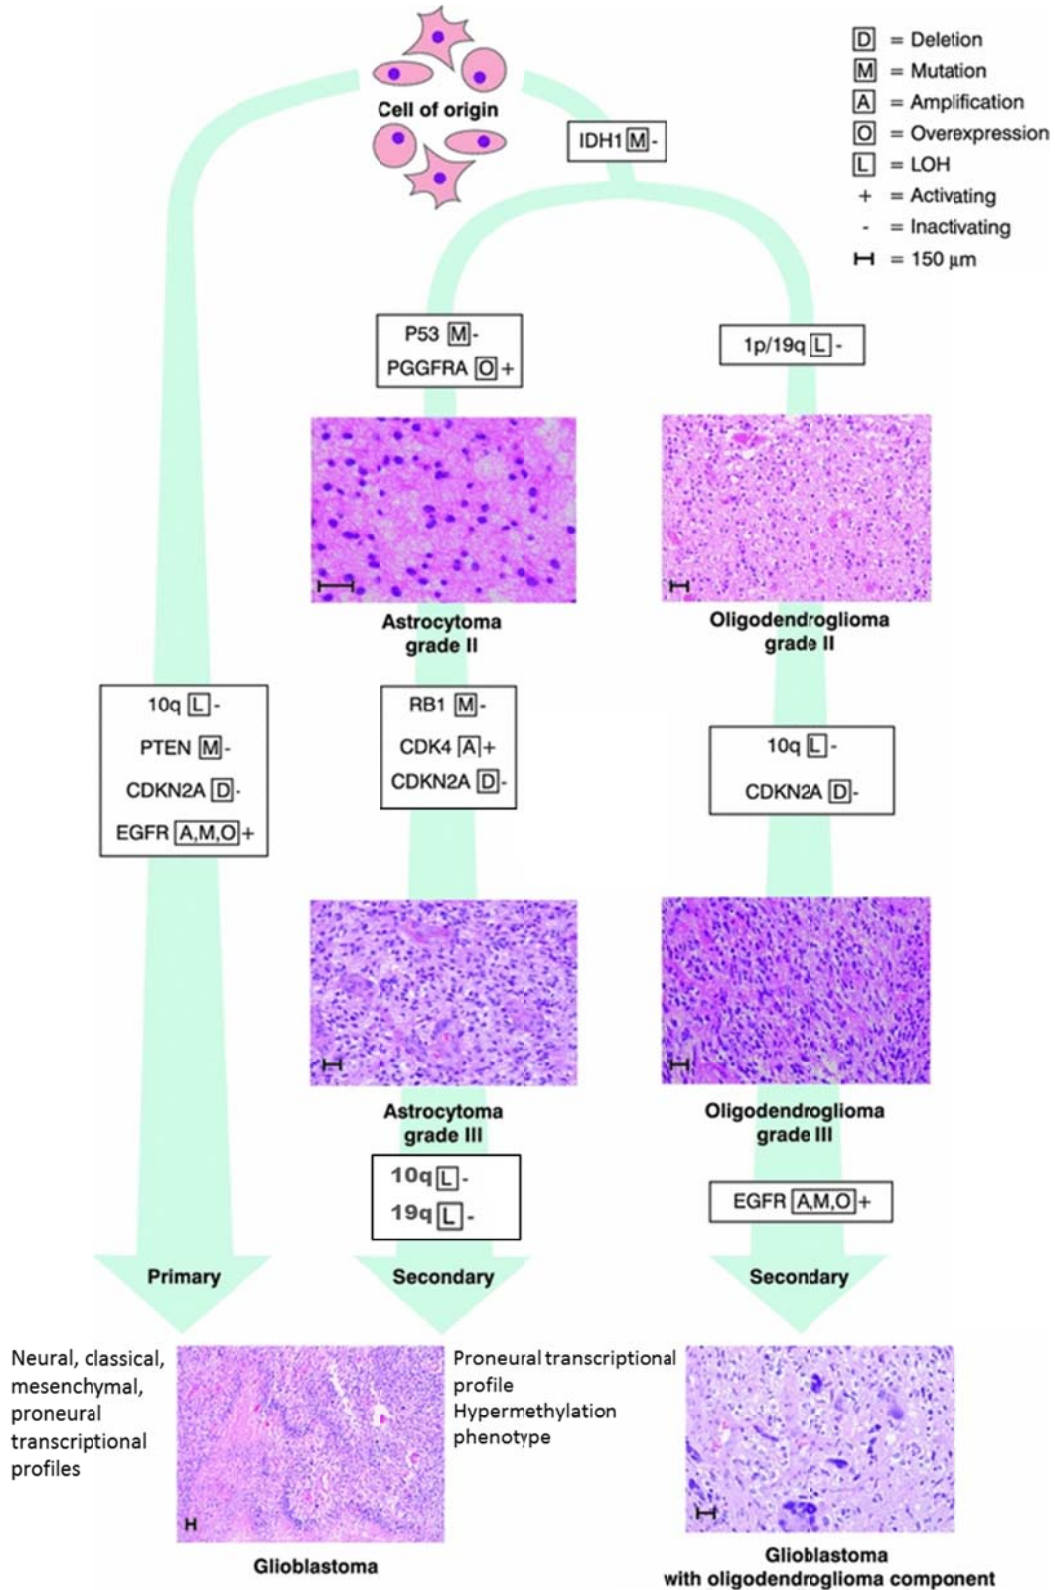 Cell of origin
D = Deletion
M = Mutation
A = Amplification
O = Overexpression
L = LOH
+ = Activating
- = Inactivating
= 150 µm
IDH1 M -
P53 M -
PGGFRA O +
1p/19q L -
Astrocytoma
grade II
Oligodendroglioma
grade II
10q L -
PTEN M -
CDKN2A D -
EGFR A,M,O +
RB1 M -
CDK4 A +
CDKN2A D -
10q L -
CDKN2A D -
Astrocytoma
grade III
Oligodendroglioma
grade III
10q L -
19q L -
EGFR A,M,O +
Primary
Secondary
Secondary
Neural, classical,
mesenchymal,
proneural
transcriptional
profiles
Proneural transcriptional
profile
Hypermethylation
phenotype
Glioblastoma
Glioblastoma
with oligodendroglioma component